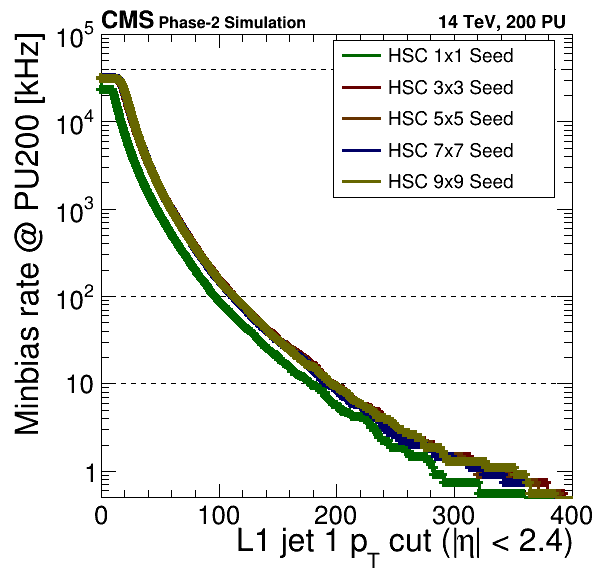 CMS Phase-2 Simulation 14 TeV, 200 PU
Minbias rate @ PU200 [kHz]
10^5
10^4
10^3
10^2
10
1
HSC 1x1 Seed
HSC 3x3 Seed
HSC 5x5 Seed
HSC 7x7 Seed
HSC 9x9 Seed
0 100 200 300 400
L1 jet 1 p_T cut (|η| < 2.4)